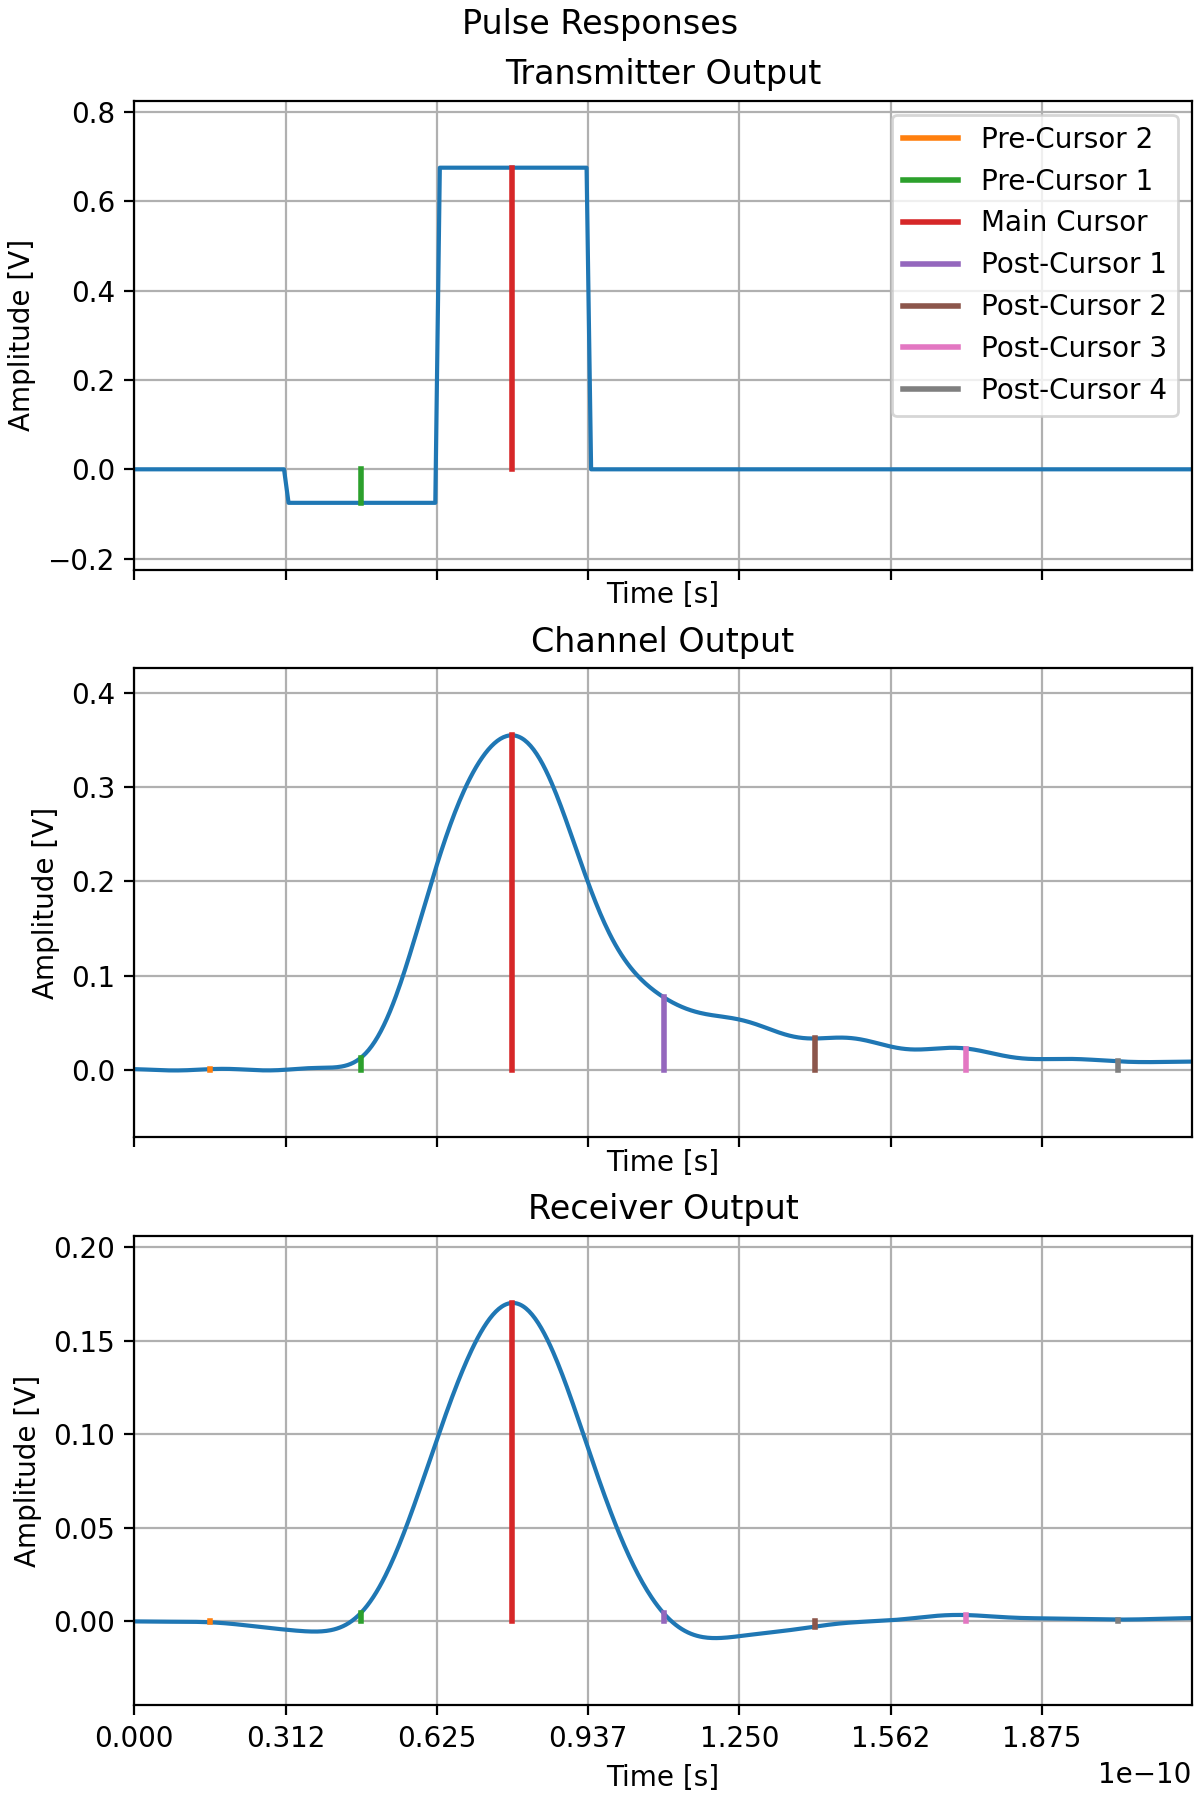 Pulse Responses
Transmitter Output
Amplitude [V]
0.8
0.6
0.4
0.2
0.0
−0.2
Pre-Cursor 2
Pre-Cursor 1
Main Cursor
Post-Cursor 1
Post-Cursor 2
Post-Cursor 3
Post-Cursor 4
Time [s]
Channel Output
Amplitude [V]
0.4
0.3
0.2
0.1
0.0
Time [s]
Receiver Output
Amplitude [V]
0.20
0.15
0.10
0.05
0.00
0.000 0.312 0.625 0.937 1.250 1.562 1.875
Time [s]
1e−10